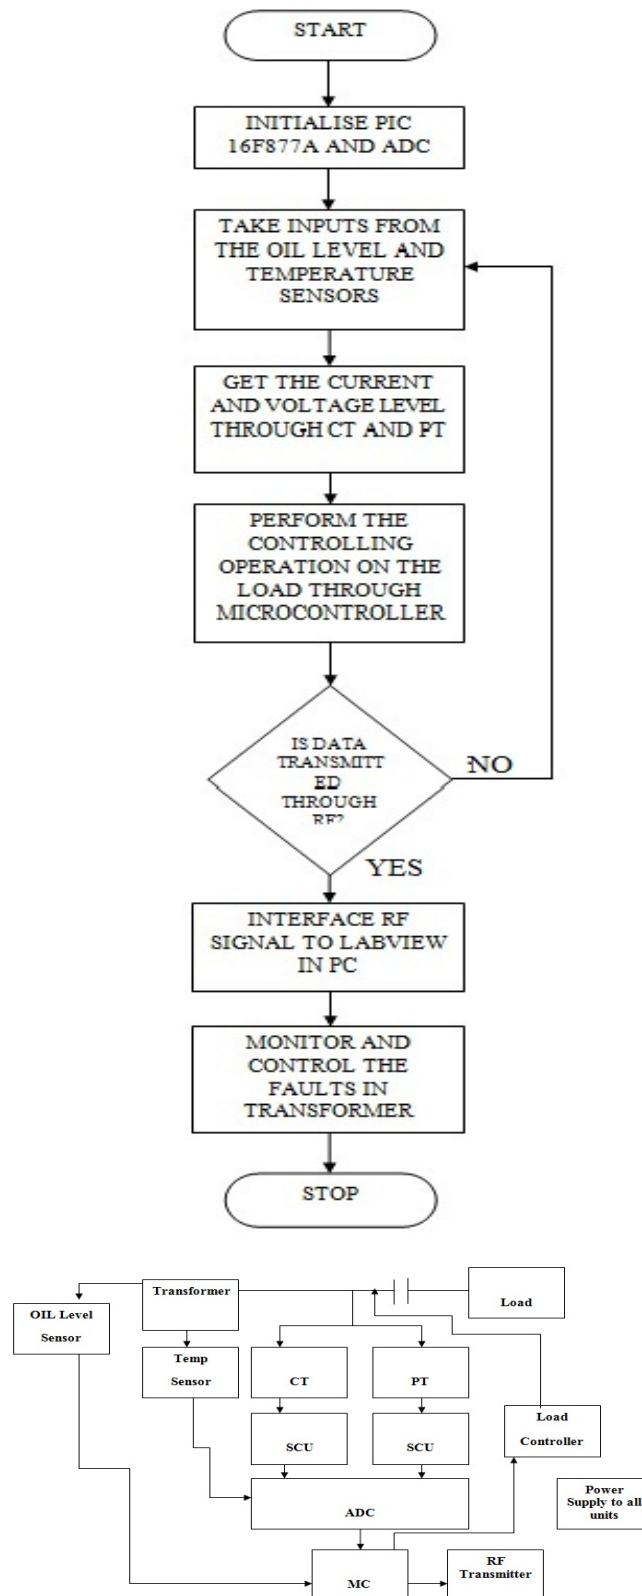 START
INITIALISE PIC
16F877A AND ADC
TAKE INPUTS FROM
THE OIL LEVEL AND
TEMPERATURE
SENSORS
GET THE CURRENT
AND VOLTAGE LEVEL
THROUGH CT AND PT
PERFORM THE
CONTROLLING
OPERATION ON THE
LOAD THROUGH
MICROCONTROLLER
IS DATA
TRANSMITT
ED
THROUGH
RF?
NO
YES
INTERFACE RF
SIGNAL TO LABVIEW
IN PC
MONITOR AND
CONTROL THE
FAULTS IN
TRANSFORMER
STOP
Transformer
OIL Level
Sensor
Load
Temp
Sensor
CT
PT
SCU
SCU
Load
Controller
ADC
Power
Supply to all
units
MC
RF
Transmitter